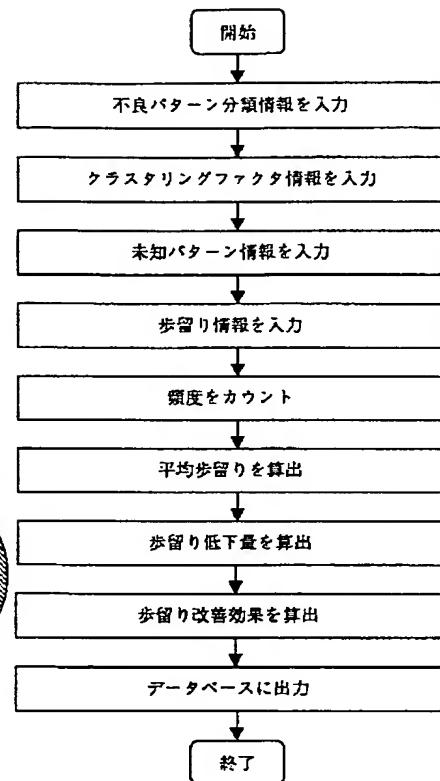 開始
不良パターン分類情報を入力
クラスタリングファクタ情報を入力
未知パターン情報を入力
歩留り情報を入力
頻度をカウント
平均歩留りを算出
歩留り低下量を算出
歩留り改善効果を算出
データベースに出力
終了